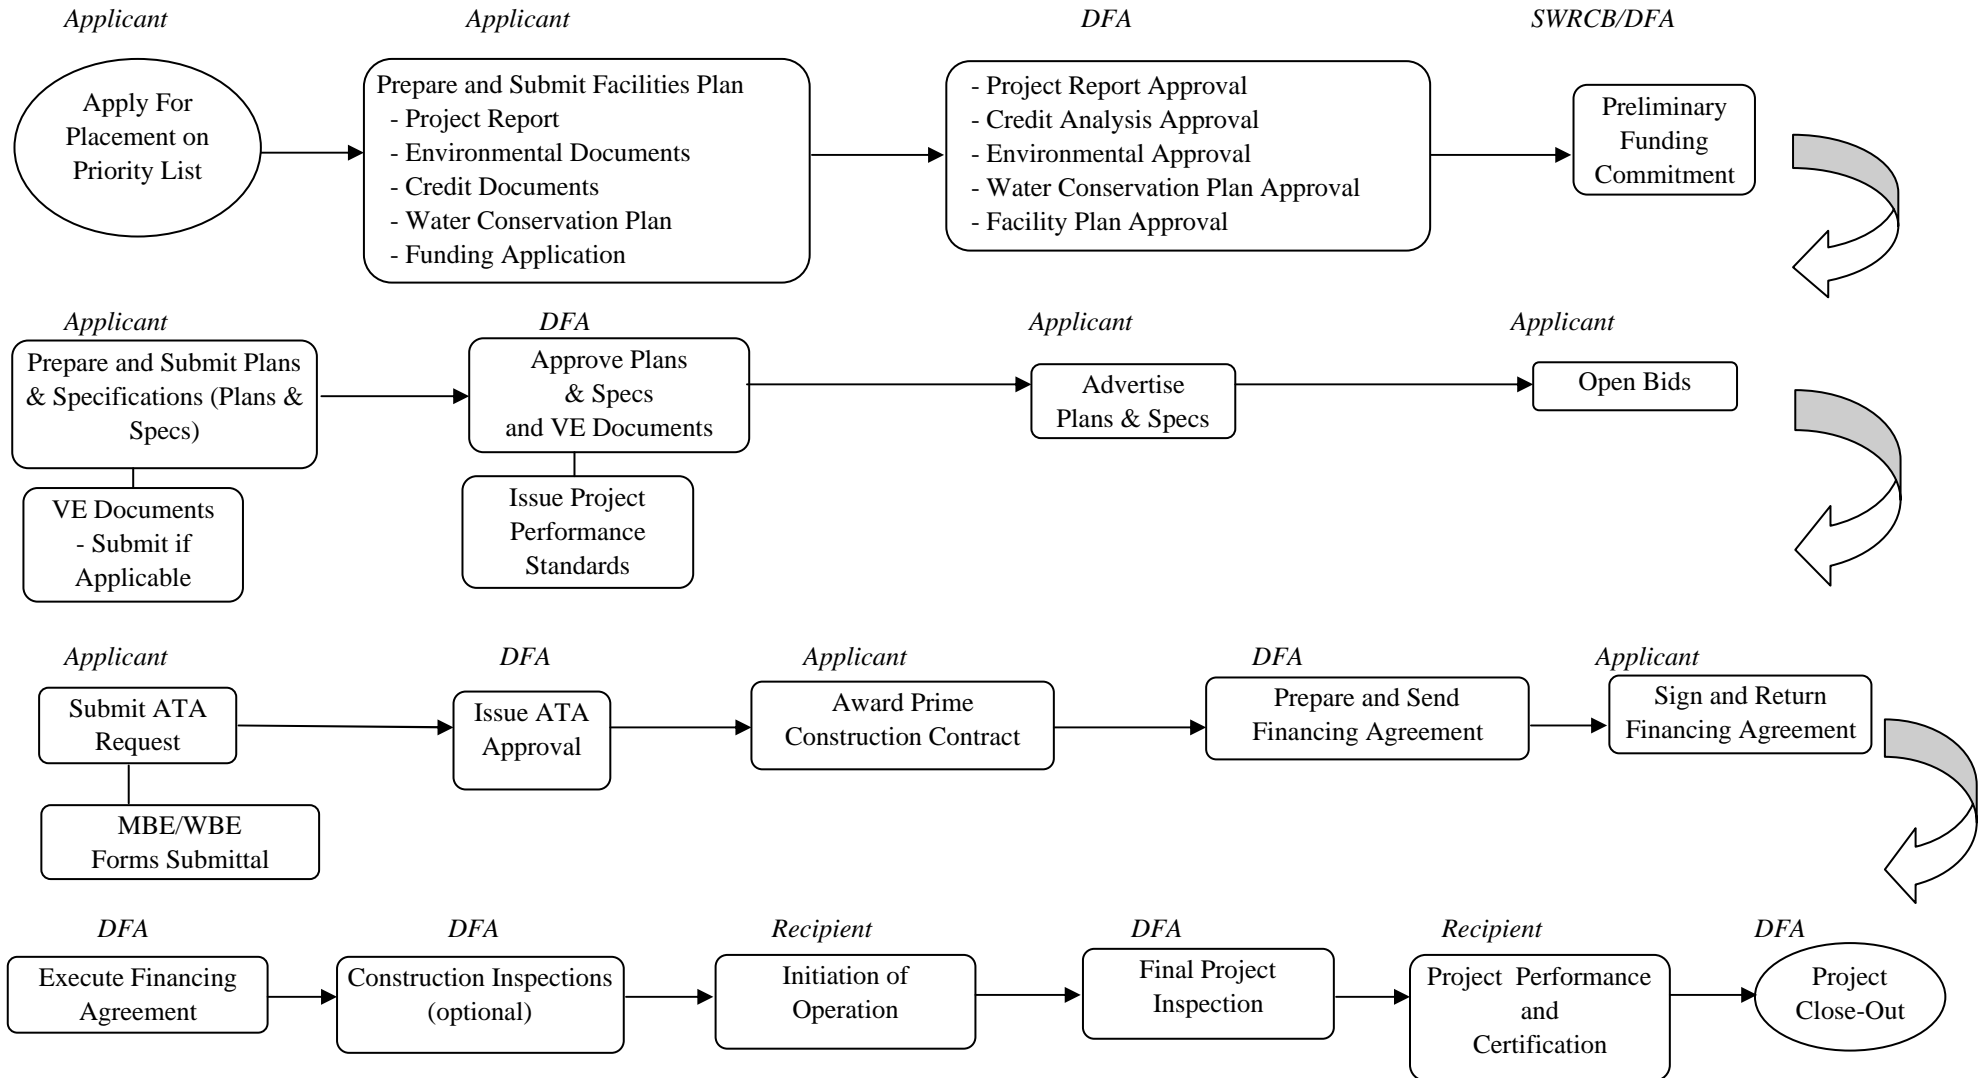 Applicant
Apply For
Placement on
Priority List
Applicant
Prepare and Submit Facilities Plan
- Project Report
- Environmental Documents
- Credit Documents
- Water Conservation Plan
- Funding Application
DFA
- Project Report Approval
- Credit Analysis Approval
- Environmental Approval
- Water Conservation Plan Approval
- Facility Plan Approval
SWRCB/DFA
Preliminary
Funding
Commitment
Applicant
Prepare and Submit Plans
& Specifications (Plans &
Specs)
VE Documents
- Submit if
Applicable
DFA
Approve Plans
& Specs
and VE Documents
Issue Project
Performance
Standards
Applicant
Advertise
Plans & Specs
Applicant
Open Bids
Applicant
Submit ATA
Request
MBE/WBE
Forms Submittal
DFA
Issue ATA
Approval
Applicant
Award Prime
Construction Contract
DFA
Prepare and Send
Financing Agreement
Applicant
Sign and Return
Financing Agreement
DFA
Execute Financing
Agreement
DFA
Construction Inspections
(optional)
Recipient
Initiation of
Operation
DFA
Final Project
Inspection
Recipient
Project Performance
and
Certification
DFA
Project
Close-Out